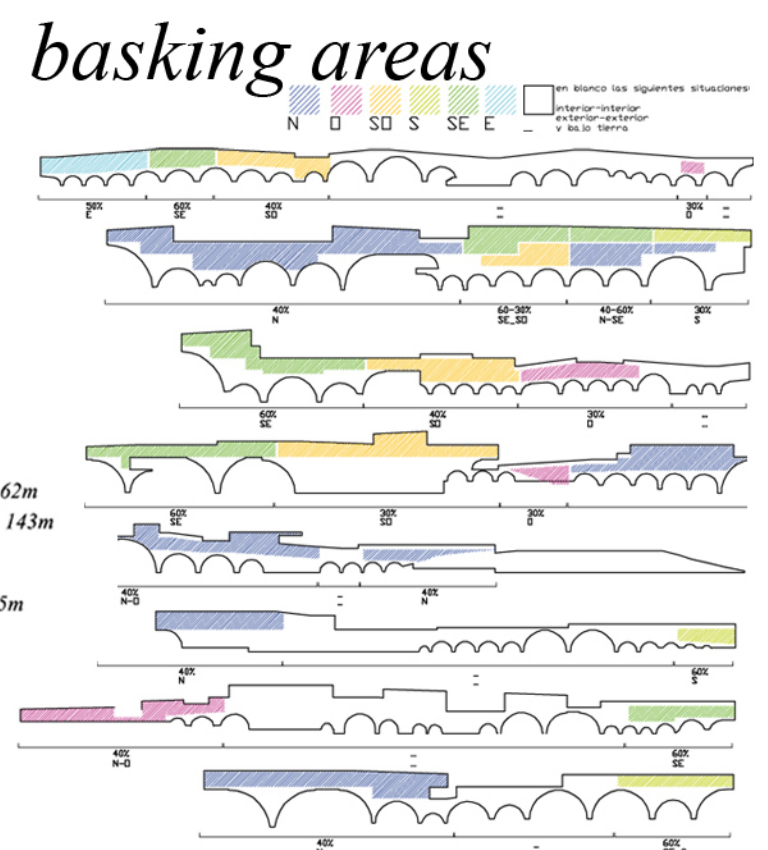 basking areas
en blanco las siguientes situaciones
interior-interior
exterior-exterior
y bajo tierra
N O SO S SE E
50% 60% 40% 30%
E SE SO O
40% 60-30% 40-60% 30%
N SE_SO N-SE S
60% 40% 30%
SE SO O
62m
143m
60% 30% 30%
SE SO O
40% 40%
N-O N
5m
40% 60%
N S
40% 60%
N-O SE
40% 60%